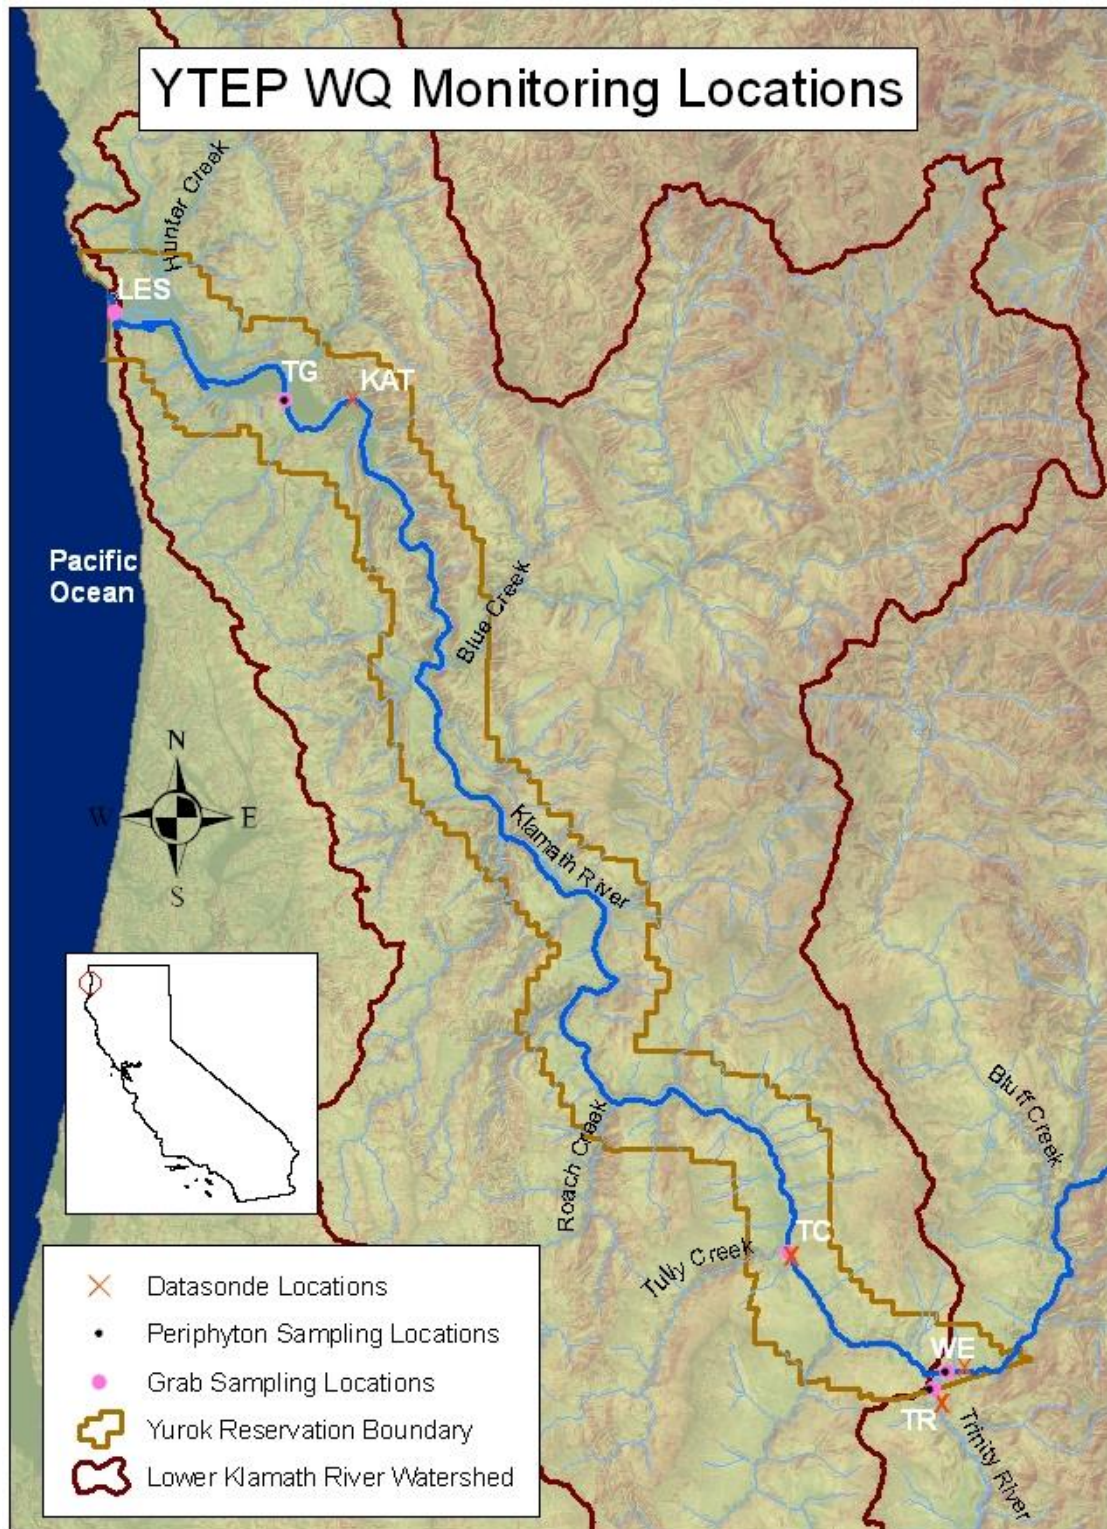 YTEP WQ Monitoring Locations
Hunter Creek
LES
TG
KAT
Pacific
Ocean
Blue Creek
N
W
E
S
Klamath River
Bluff Creek
Roach Creek
TC
Tully Creek
WE
TR
Trinity River
Datasonde Locations
Periphyton Sampling Locations
Grab Sampling Locations
Yurok Reservation Boundary
Lower Klamath River Watershed